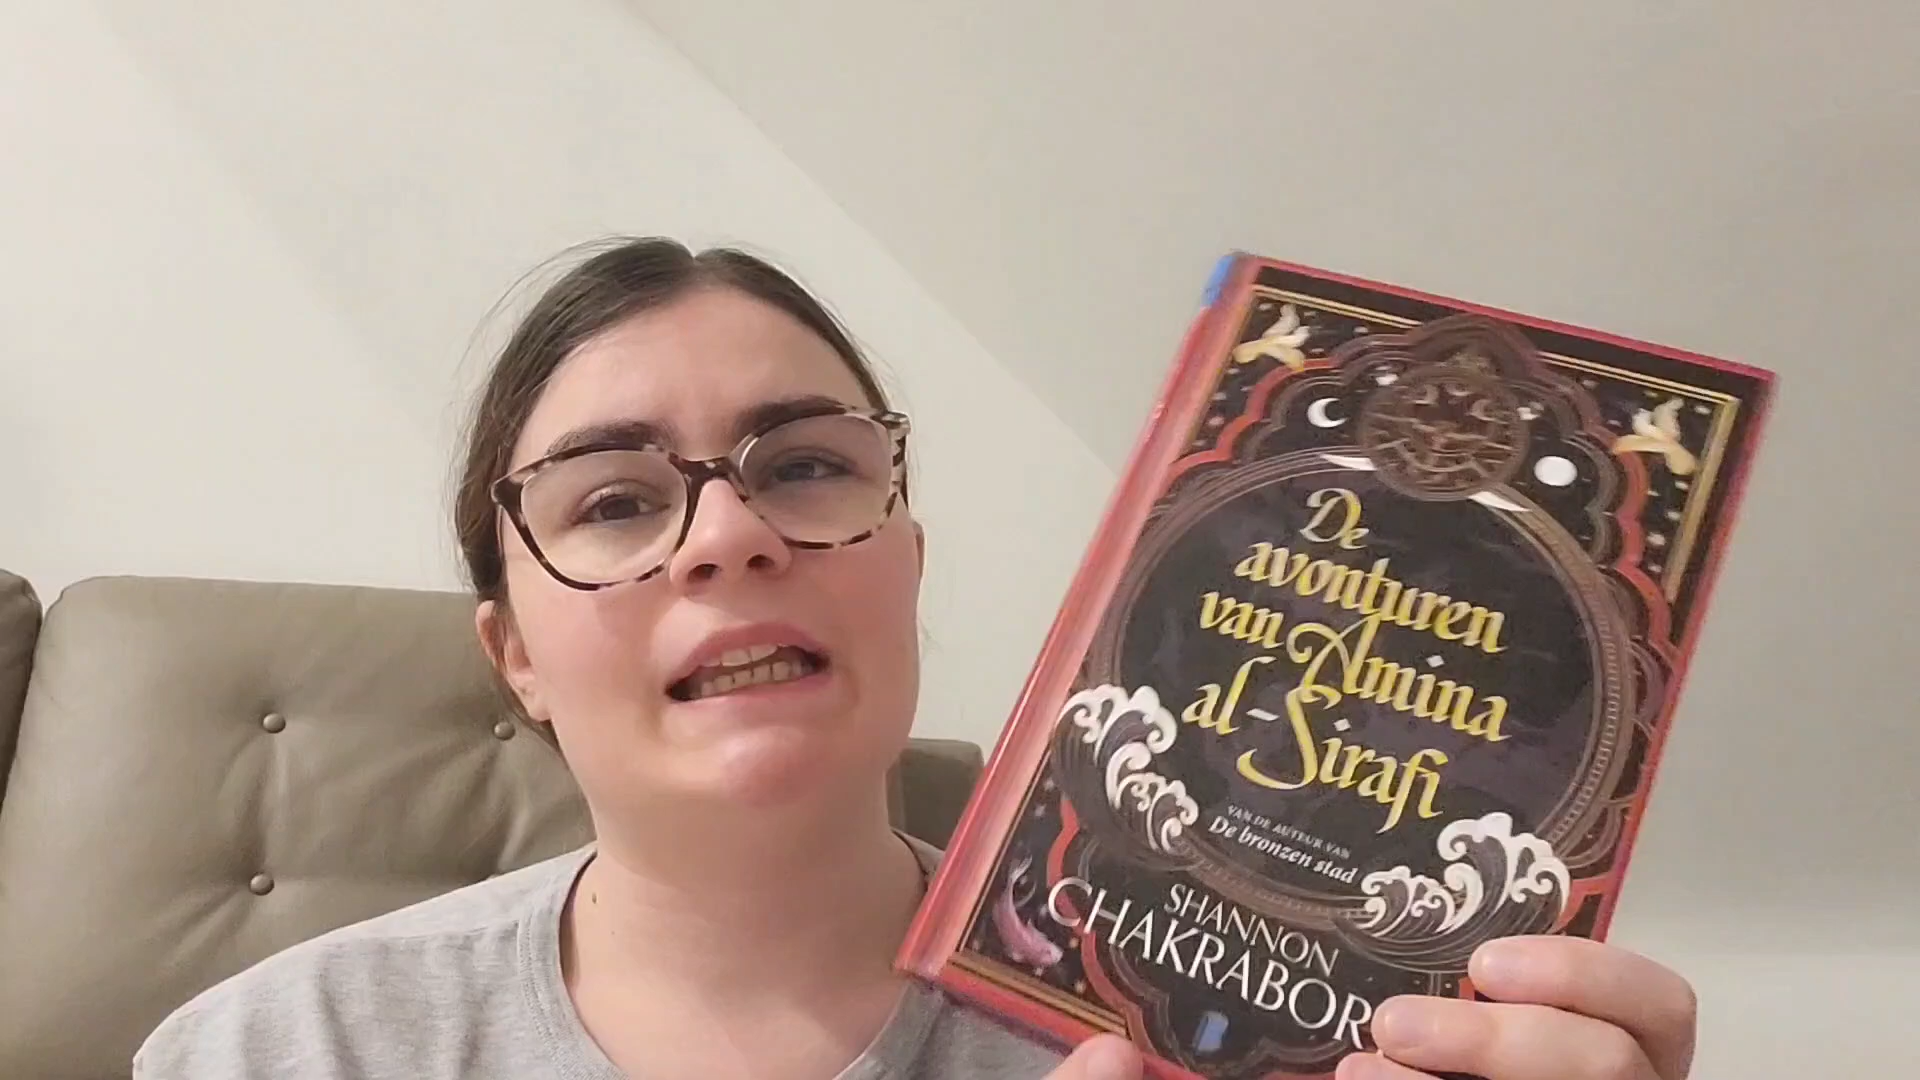 De
avonturen
van Amina
al-Sirafi
VAN DE AUTEUR VAN
De bronzen stad
SHANNON
CHAKRABOR